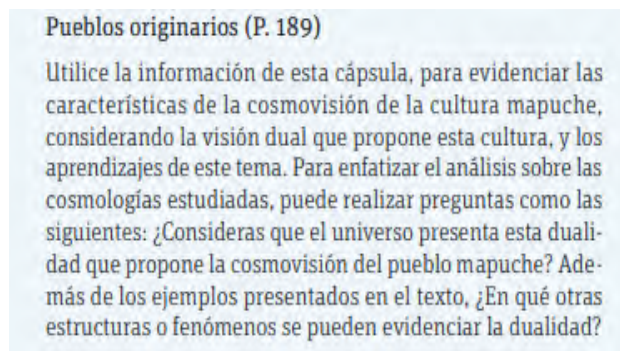 Pueblos originarios (P. 189)
Utilice la información de esta cápsula, para evidenciar las
características de la cosmovisión de la cultura mapuche,
considerando la visión dual que propone esta cultura, y los
aprendizajes de este tema. Para enfatizar el análisis sobre las
cosmologías estudiadas, puede realizar preguntas como las
siguientes: ¿Consideras que el universo presenta esta duali-
dad que propone la cosmovisión del pueblo mapuche? Ade-
más de los ejemplos presentados en el texto, ¿En qué otras
estructuras o fenómenos se pueden evidenciar la dualidad?